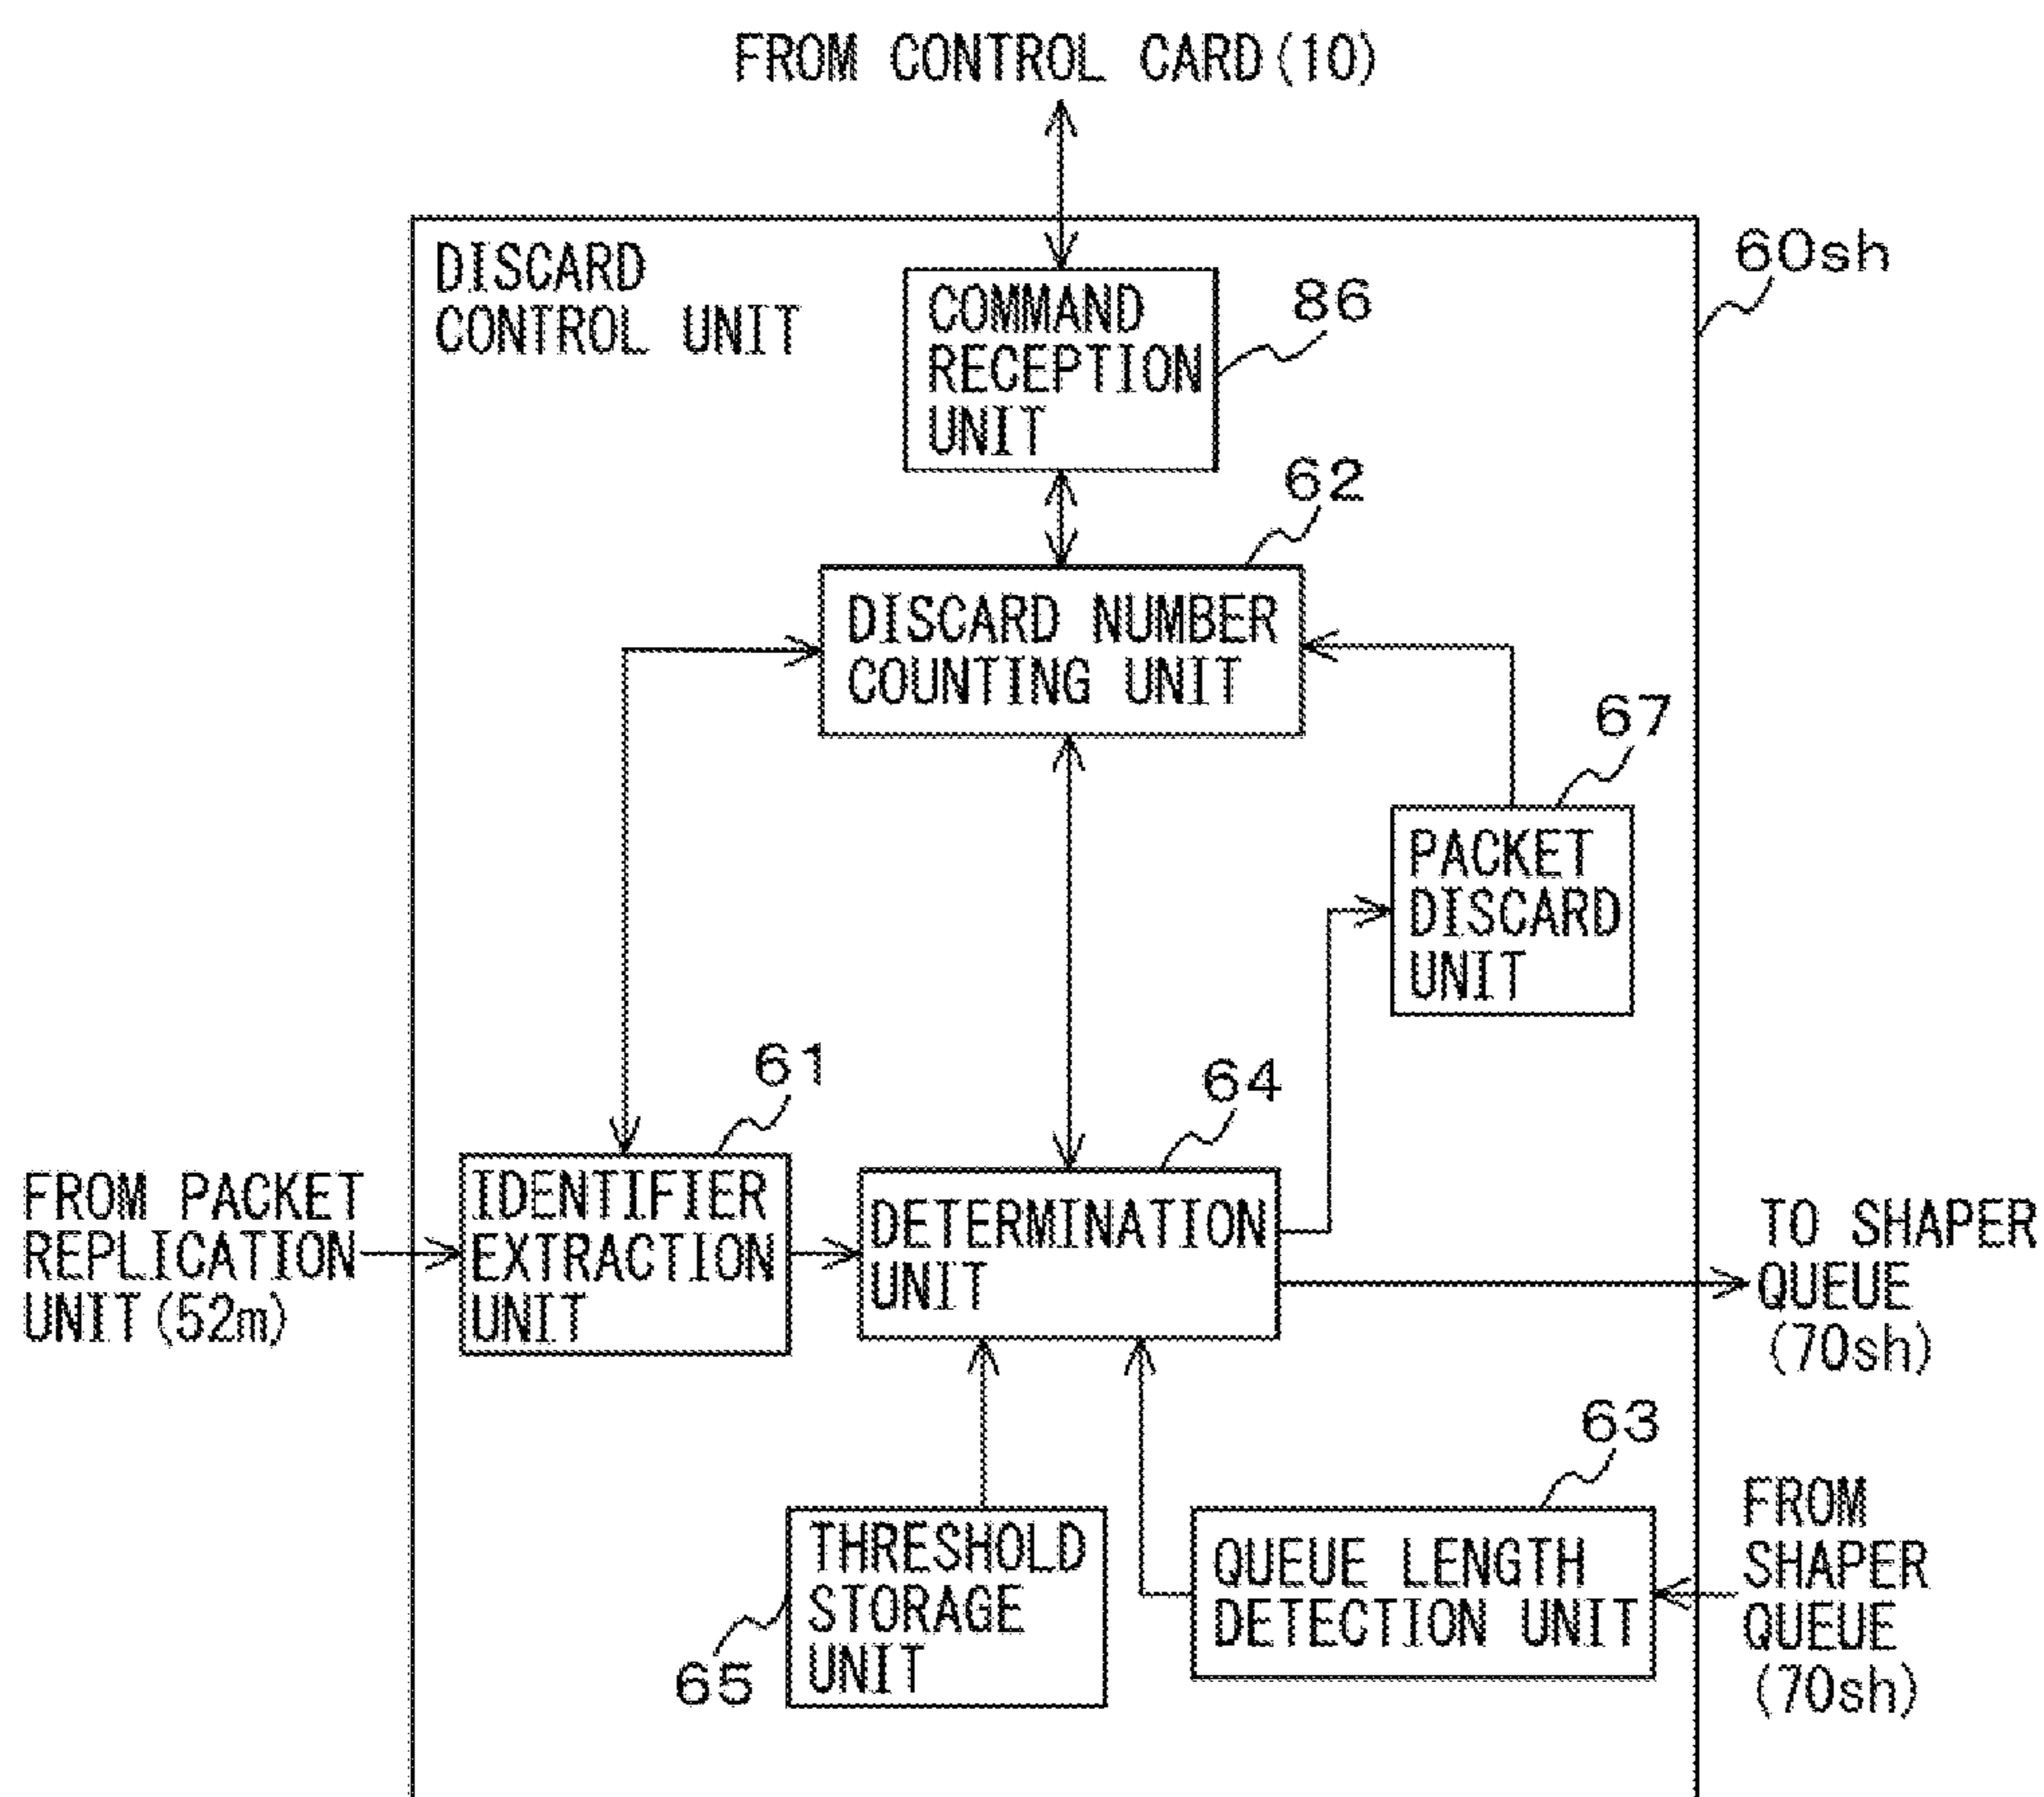 FROM CONTROL CARD(10)
DISCARD
CONTROL UNIT
60sh
COMMAND
RECEPTION
UNIT
86
62
DISCARD NUMBER
COUNTING UNIT
67
PACKET
DISCARD
UNIT
61
64
FROM PACKET
REPLICATION
UNIT(52m)
IDENTIFIER
EXTRACTION
UNIT
DETERMINATION
UNIT
TO SHAPER
QUEUE
(70sh)
63
THRESHOLD
STORAGE
UNIT
65
QUEUE LENGTH
DETECTION UNIT
FROM
SHAPER
QUEUE
(70sh)